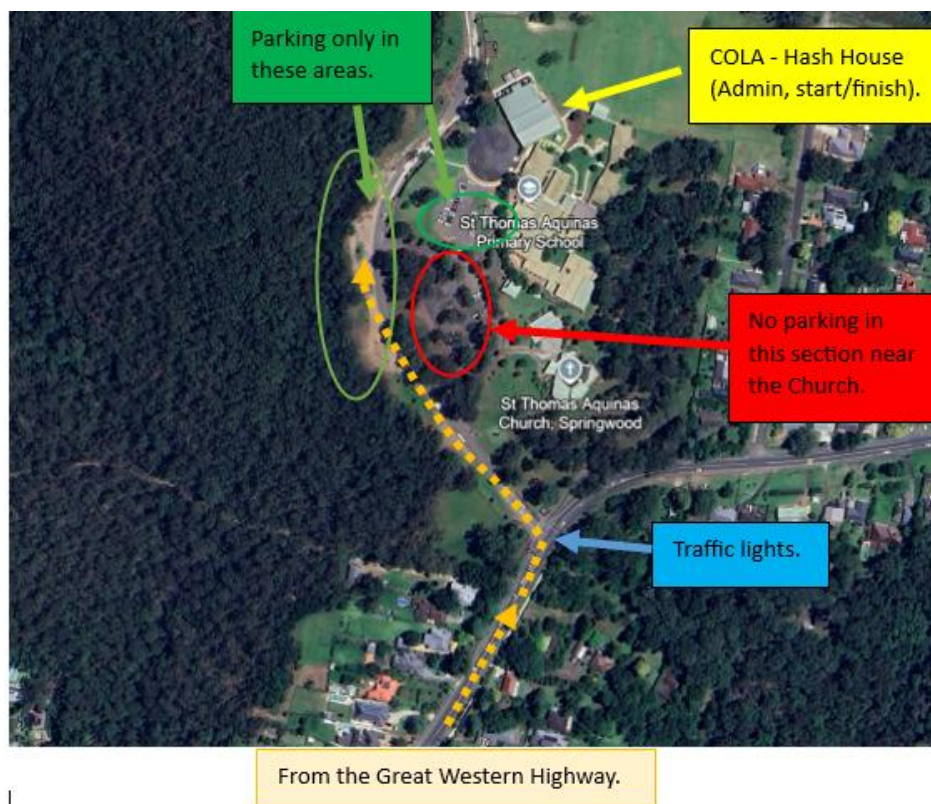 Parking only in
these areas.
COLA - Hash House
(Admin, start/finish).
St Thomas Aquinas
Primary School
No parking in
this section near
the Church.
St Thomas Aquinas
Church, Springwood
Traffic lights.
From the Great Western Highway.